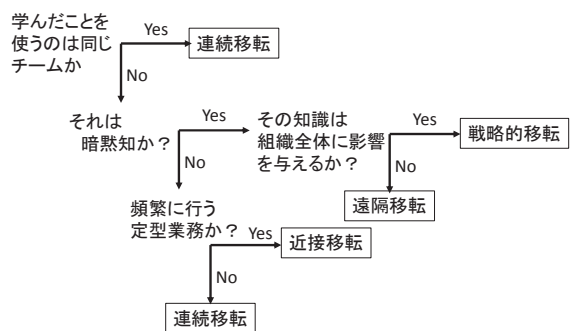 学んだことを
使うのは同じ
チームか
Yes
連続移転
No
それは
暗黙知か？
Yes
その知識は
組織全体に影響
を与えるか？
Yes
戦略的移転
No
遠隔移転
No
頻繁に行う
定型業務か？
Yes
近接移転
No
連続移転